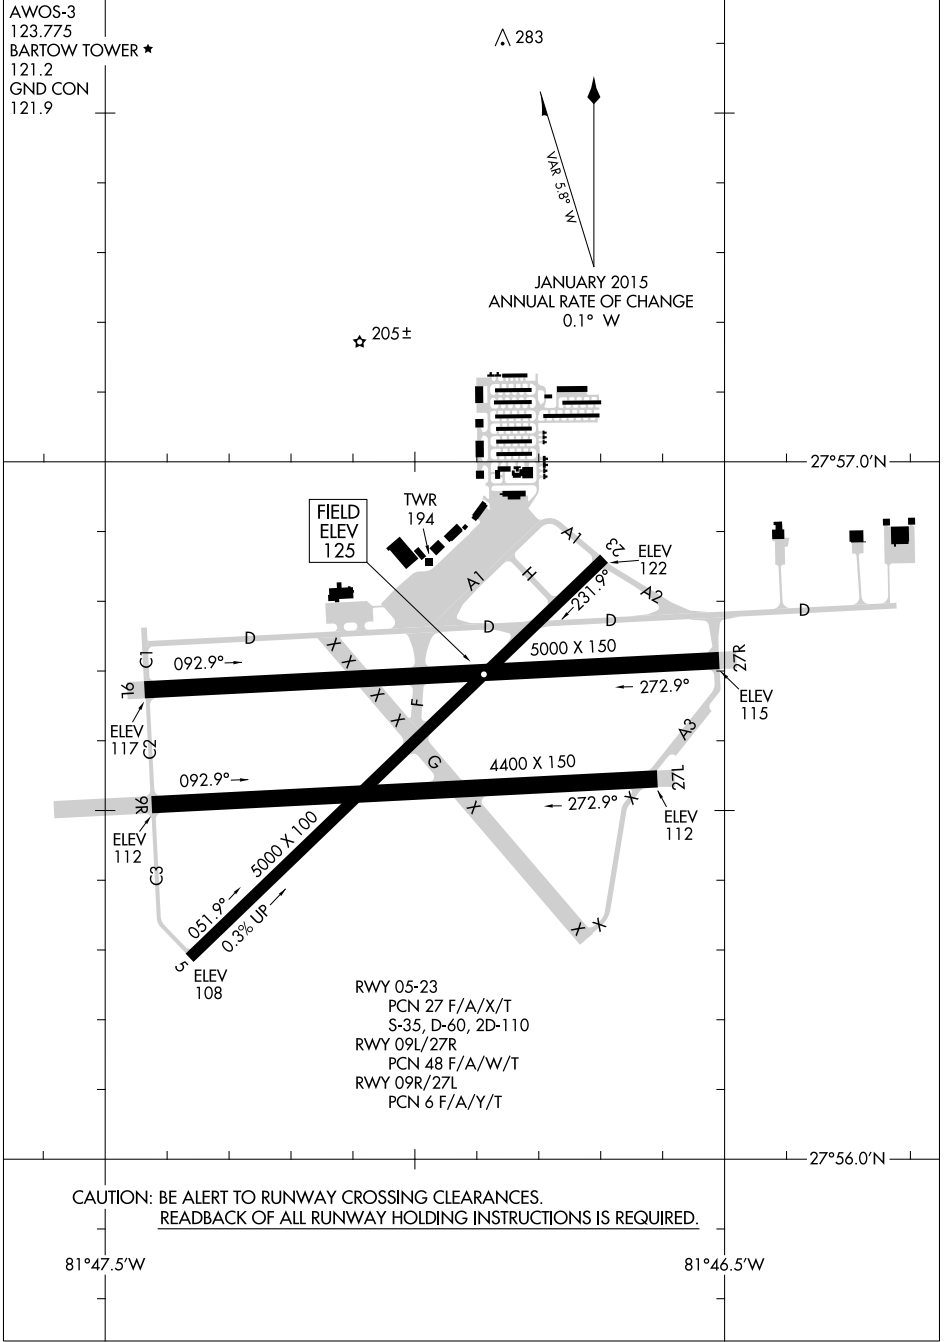 AWOS-3
123.775
BARTOW TOWER ★
121.2
GND CON
121.9
283
VAR 5.8° W
JANUARY 2015
ANNUAL RATE OF CHANGE
0.1° W
205±
27°57.0'N
FIELD
ELEV
125
TWR
194
A1
23
ELEV
122
A1
H
231.9°
A2
D
D
D
D
5000 X 150
X
X
X
X
C1
092.9°
27R
9L
272.9°
ELEV
115
ELEV
117
F
A3
C2
G
4400 X 150
092.9°
27L
9R
272.9°
X
X
ELEV
112
ELEV
112
5000 X 100
C3
051.9°
0.3% UP
X
X
5
ELEV
108
RWY 05-23
PCN 27 F/A/X/T
S-35, D-60, 2D-110
RWY 09L/27R
PCN 48 F/A/W/T
RWY 09R/27L
PCN 6 F/A/Y/T
27°56.0'N
CAUTION: BE ALERT TO RUNWAY CROSSING CLEARANCES.
READBACK OF ALL RUNWAY HOLDING INSTRUCTIONS IS REQUIRED.
81°47.5'W
81°46.5'W